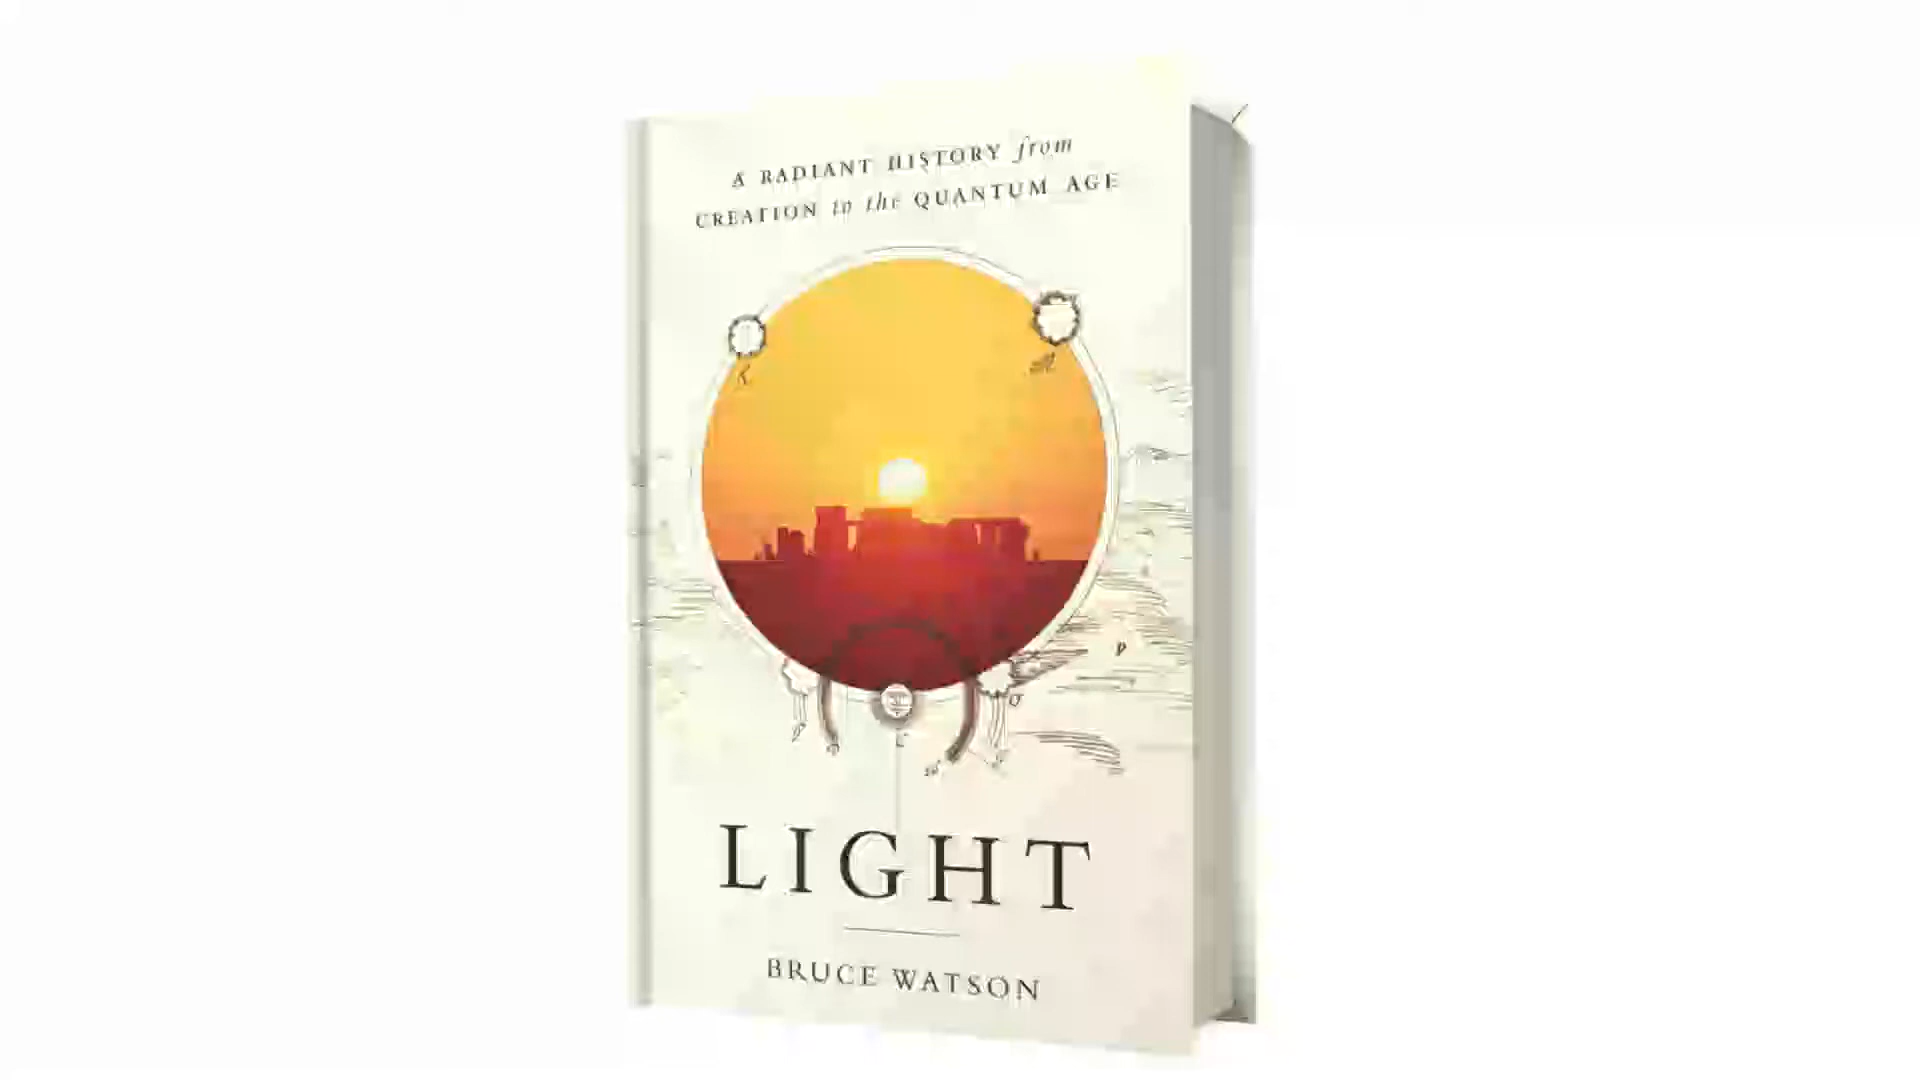 A RADIANT HISTORY from
CREATION to the QUANTUM AGE
LIGHT
BRUCE WATSON